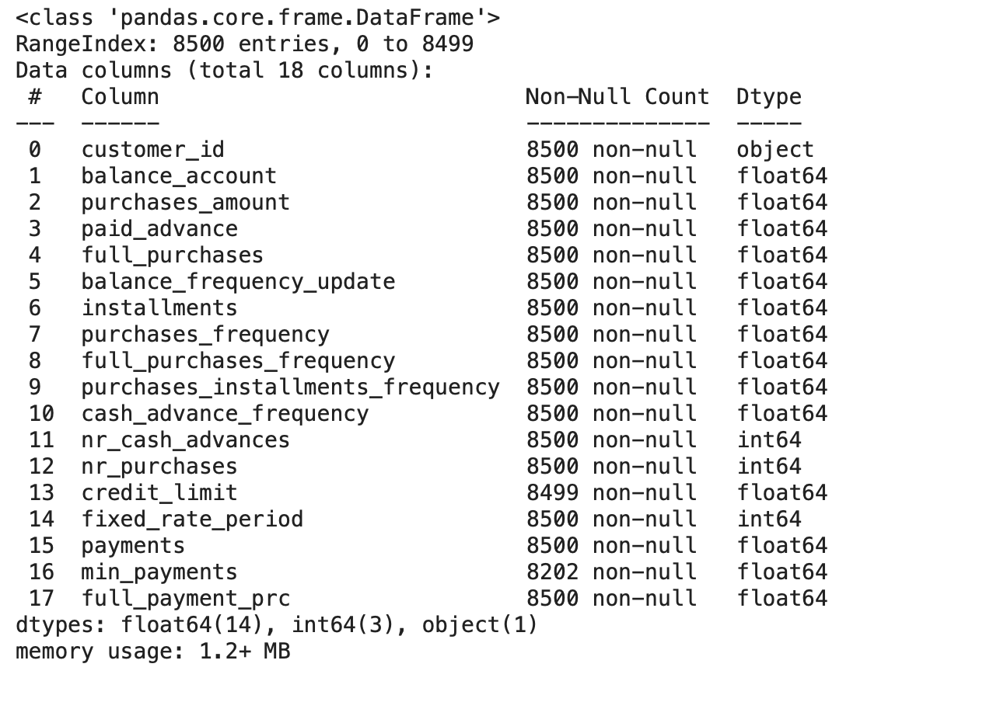 <class 'pandas.core.frame.DataFrame'>
RangeIndex: 8500 entries, 0 to 8499
Data columns (total 18 columns):
 #   Column                            Non-Null Count  Dtype
---  ------                            --------------  -----
 0   customer_id                       8500 non-null   object
 1   balance_account                   8500 non-null   float64
 2   purchases_amount                  8500 non-null   float64
 3   paid_advance                      8500 non-null   float64
 4   full_purchases                    8500 non-null   float64
 5   balance_frequency_update          8500 non-null   float64
 6   installments                      8500 non-null   float64
 7   purchases_frequency               8500 non-null   float64
 8   full_purchases_frequency          8500 non-null   float64
 9   purchases_installments_frequency  8500 non-null   float64
 10  cash_advance_frequency            8500 non-null   float64
 11  nr_cash_advances                  8500 non-null   int64
 12  nr_purchases                      8500 non-null   int64
 13  credit_limit                      8499 non-null   float64
 14  fixed_rate_period                 8500 non-null   int64
 15  payments                          8500 non-null   float64
 16  min_payments                      8202 non-null   float64
 17  full_payment_prc                  8500 non-null   float64
dtypes: float64(14), int64(3), object(1)
memory usage: 1.2+ MB